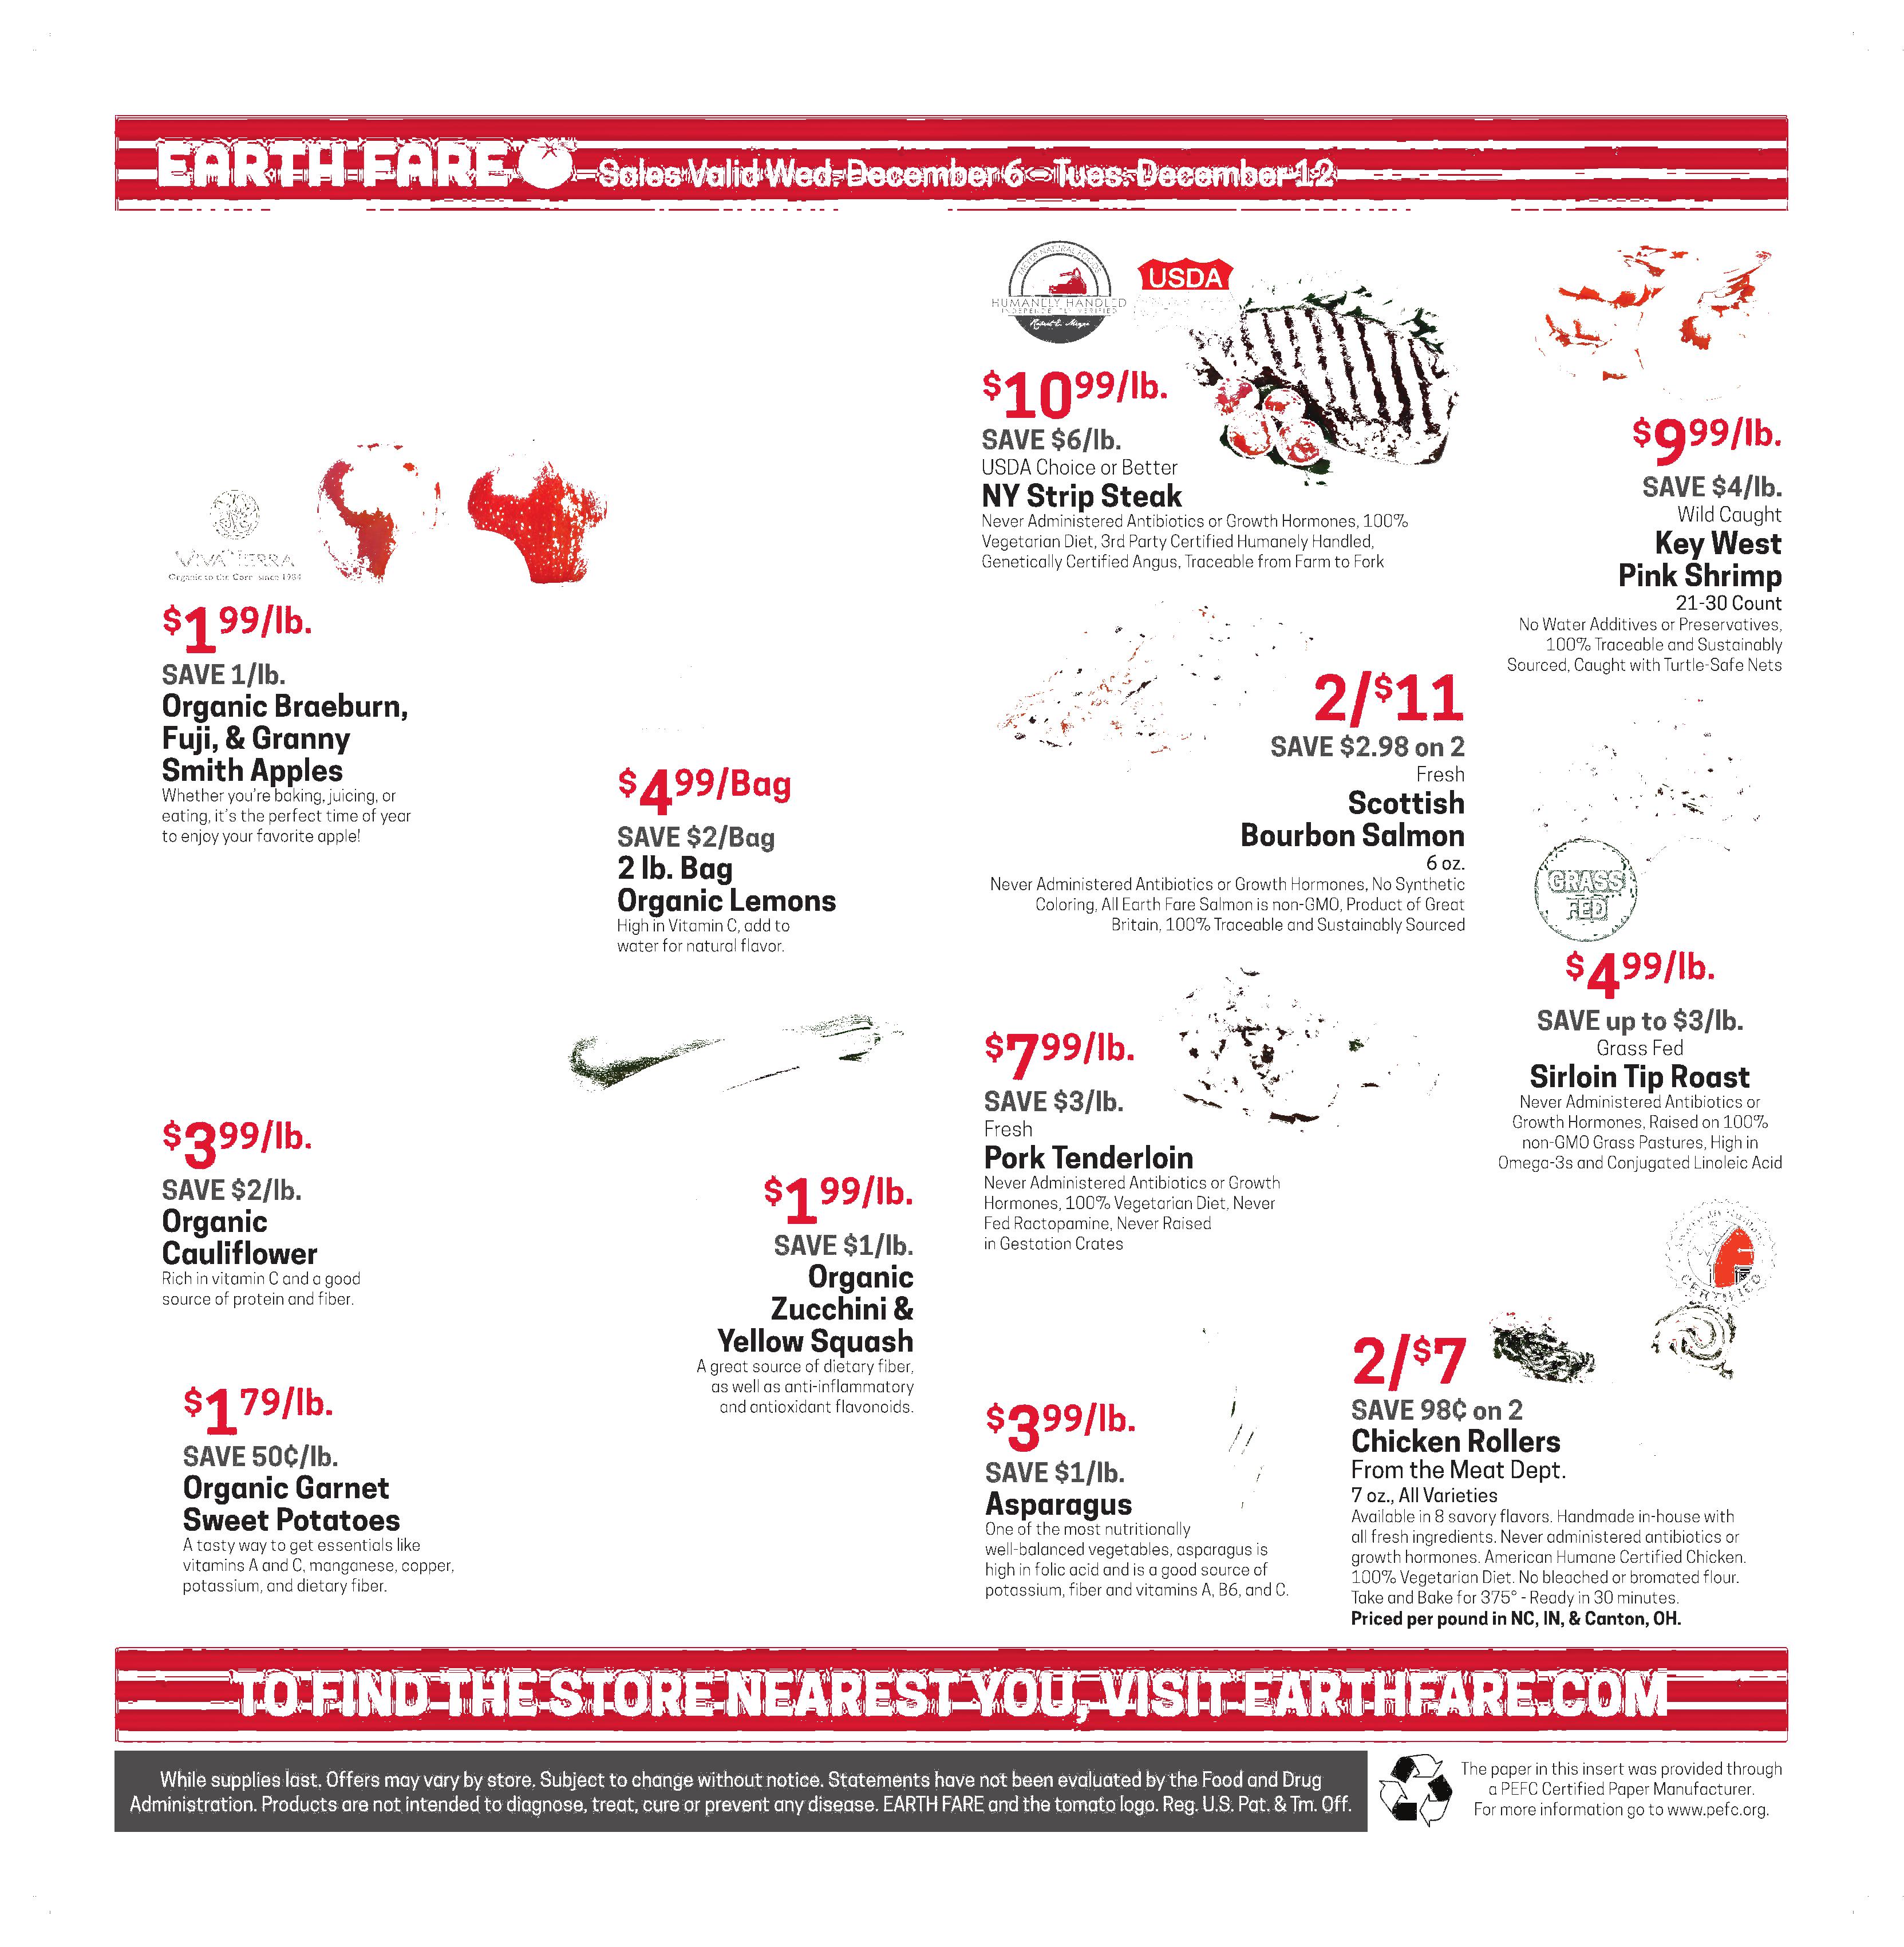 EARTH FARE Sales Valid Wed. December 6 - Tues. December 12
VIVA TIERRA
Organic to the Core since 1984
$1 99/lb.
SAVE 1/lb.
Organic Braeburn,
Fuji, & Granny
Smith Apples
Whether you're baking, juicing, or
eating, it's the perfect time of year
to enjoy your favorite apple!
$4 99/Bag
SAVE $2/Bag
2 lb. Bag
Organic Lemons
High in Vitamin C, add to
water for natural flavor.
$3 99/lb.
SAVE $2/lb.
Organic
Cauliflower
Rich in vitamin C and a good
source of protein and fiber.
$1 99/lb.
SAVE $1/lb.
Organic
Zucchini &
Yellow Squash
A great source of dietary fiber,
as well as anti-inflammatory
and antioxidant flavonoids.
$1 79/lb.
SAVE 50¢/lb.
Organic Garnet
Sweet Potatoes
A tasty way to get essentials like
vitamins A and C, manganese, copper,
potassium, and dietary fiber.
MEYER NATURAL FOODS
HUMANELY HANDLED
INDEPENDENTLY VERIFIED
USDA
$10 99/lb.
SAVE $6/lb.
USDA Choice or Better
NY Strip Steak
Never Administered Antibiotics or Growth Hormones, 100%
Vegetarian Diet, 3rd Party Certified Humanely Handled,
Genetically Certified Angus, Traceable from Farm to Fork
$9 99/lb.
SAVE $4/lb.
Wild Caught
Key West
Pink Shrimp
21-30 Count
No Water Additives or Preservatives,
100% Traceable and Sustainably
Sourced, Caught with Turtle-Safe Nets
2/$11
SAVE $2.98 on 2
Fresh
Scottish
Bourbon Salmon
6 oz.
Never Administered Antibiotics or Growth Hormones, No Synthetic
Coloring, All Earth Fare Salmon is non-GMO, Product of Great
Britain, 100% Traceable and Sustainably Sourced
GRASS
FED
$4 99/lb.
SAVE up to $3/lb.
Grass Fed
Sirloin Tip Roast
Never Administered Antibiotics or
Growth Hormones, Raised on 100%
non-GMO Grass Pastures, High in
Omega-3s and Conjugated Linoleic Acid
$7 99/lb.
SAVE $3/lb.
Fresh
Pork Tenderloin
Never Administered Antibiotics or Growth
Hormones, 100% Vegetarian Diet, Never
Fed Ractopamine, Never Raised
in Gestation Crates
CERTIFIED
$3 99/lb.
SAVE $1/lb.
Asparagus
One of the most nutritionally
well-balanced vegetables, asparagus is
high in folic acid and is a good source of
potassium, fiber and vitamins A, B6, and C.
2/$7
SAVE 98¢ on 2
Chicken Rollers
From the Meat Dept.
7 oz., All Varieties
Available in 8 savory flavors. Handmade in-house with
all fresh ingredients. Never administered antibiotics or
growth hormones. American Humane Certified Chicken.
100% Vegetarian Diet. No bleached or bromated flour.
Take and Bake for 375° - Ready in 30 minutes.
Priced per pound in NC, IN, & Canton, OH.
TO FIND THE STORE NEAREST YOU, VISIT EARTHFARE.COM
While supplies last. Offers may vary by store. Subject to change without notice. Statements have not been evaluated by the Food and Drug
Administration. Products are not intended to diagnose, treat, cure or prevent any disease. EARTH FARE and the tomato logo. Reg. U.S. Pat. & Tm. Off.
The paper in this insert was provided through
a PEFC Certified Paper Manufacturer.
For more information go to www.pefc.org.